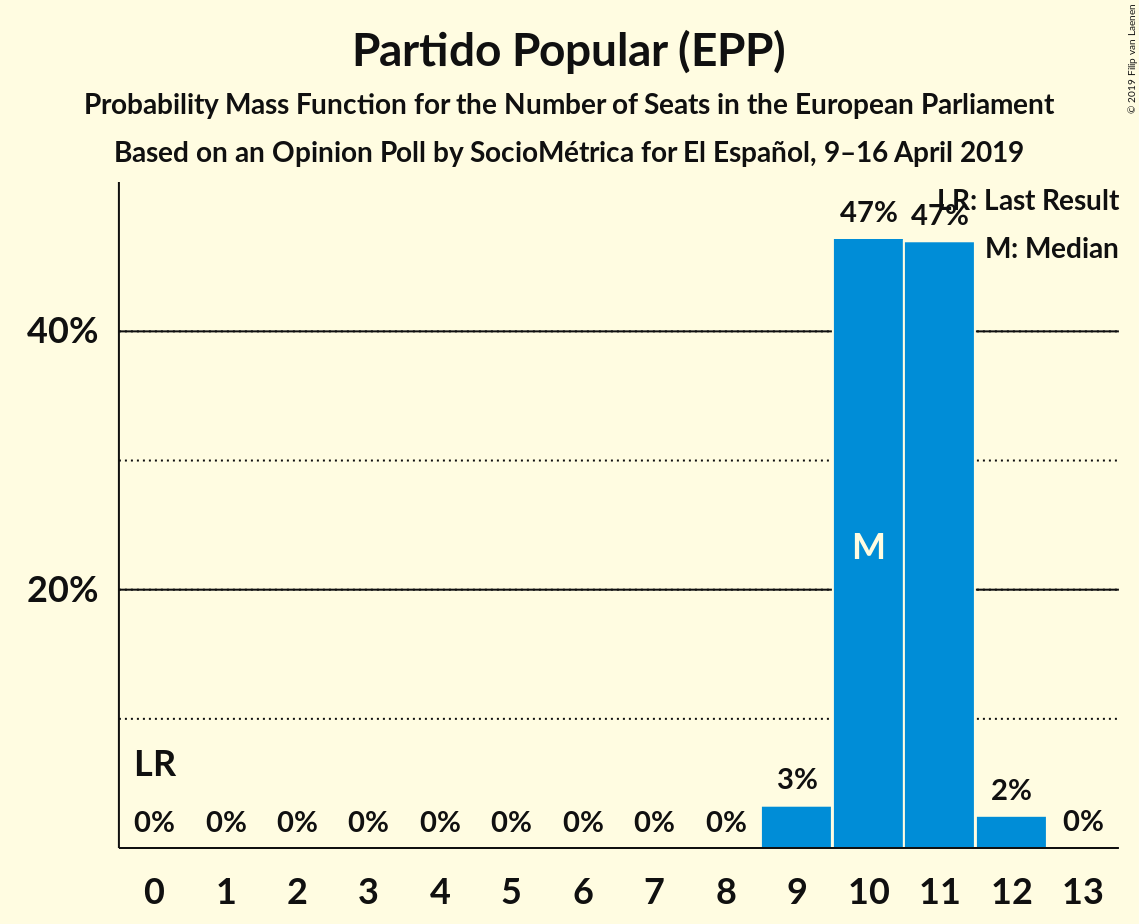 Partido Popular (EPP)
Probability Mass Function for the Number of Seats in the European Parliament
Based on an Opinion Poll by SocioMétrica for El Español, 9–16 April 2019
© 2019 Filip van Laenen
LR: Last Result
M: Median
47% 47%
40%
M
20%
LR
0% 0% 0% 0% 0% 0% 0% 0% 0% 3% 2% 0%
0 1 2 3 4 5 6 7 8 9 10 11 12 13